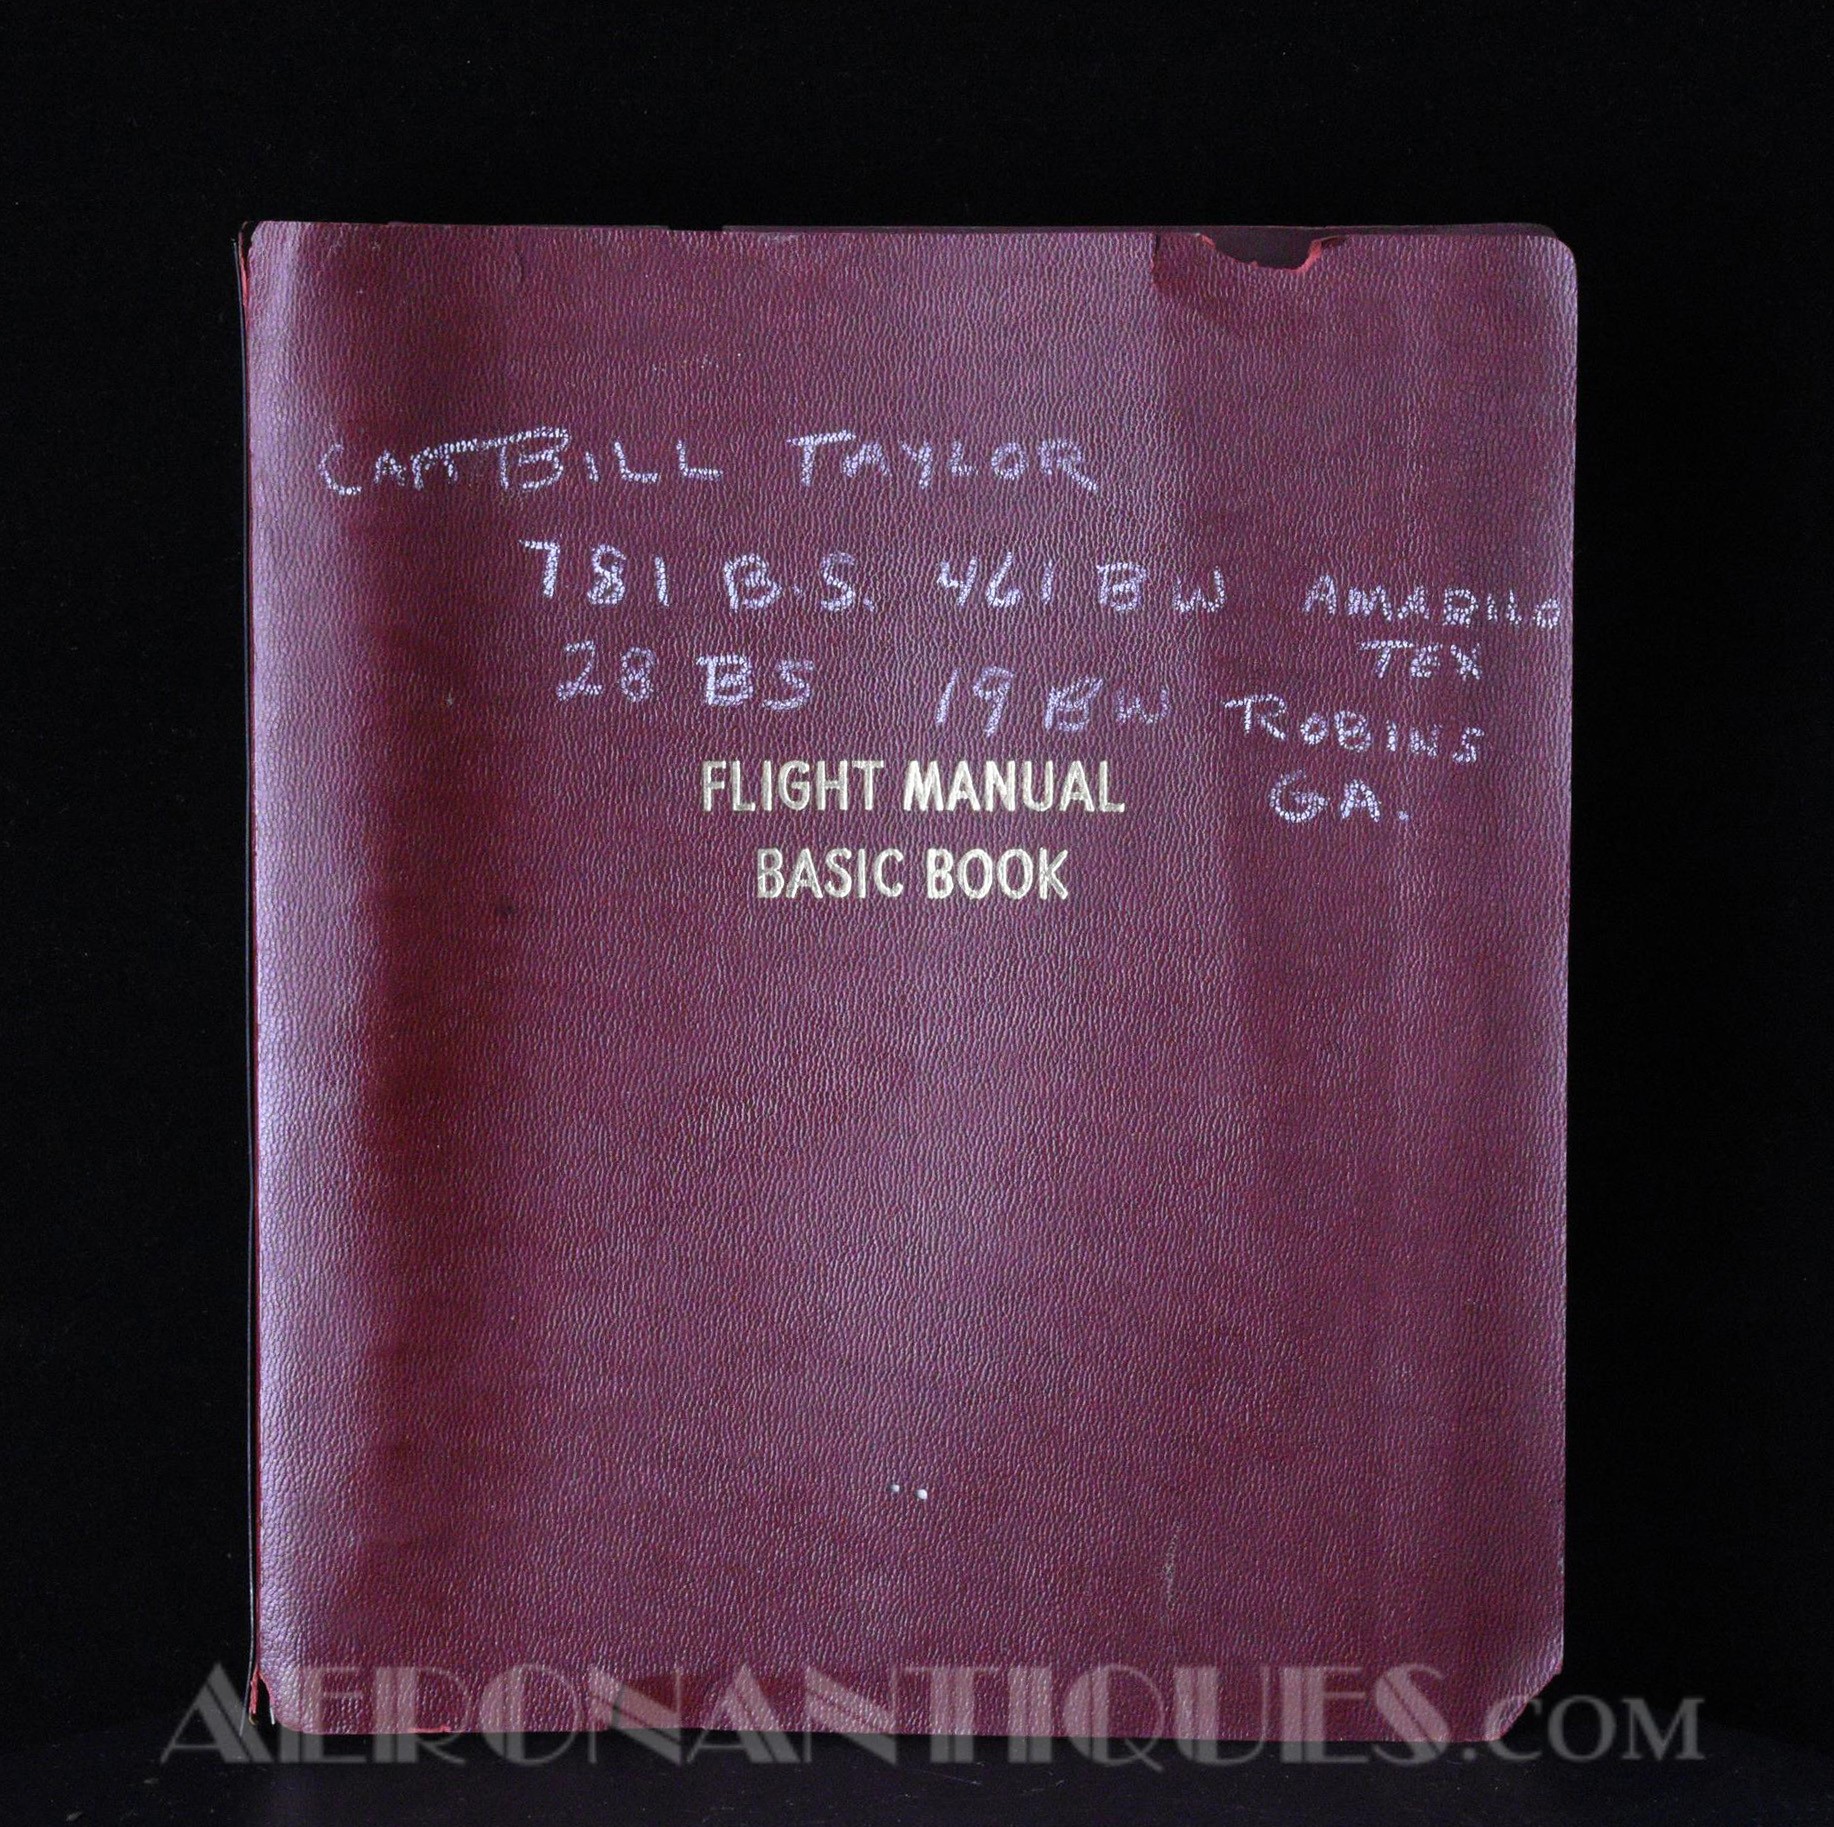 CAPT BILL TAYLOR
781 B.S. 461 BW AMARILLO
TEX
28 BS 19 BW ROBINS
GA.
FLIGHT MANUAL
BASIC BOOK
AERONANTIQUES.COM